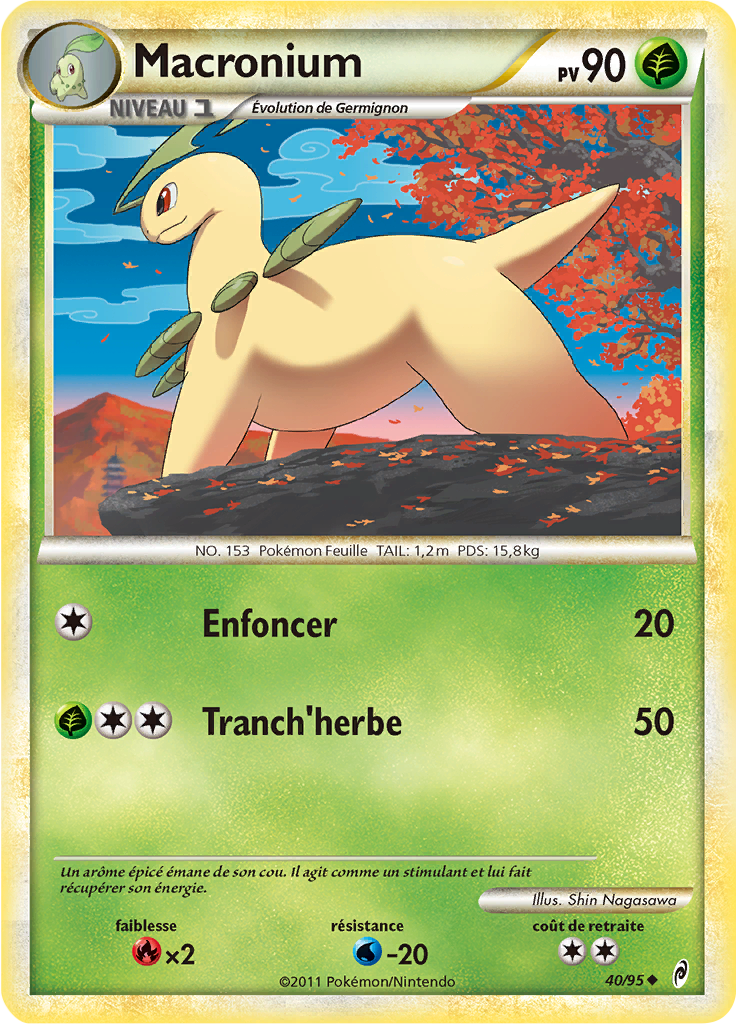 Macronium
PV 90
NIVEAU 1
Évolution de Germignon
NO. 153 Pokémon Feuille TAIL: 1,2 m PDS: 15,8 kg
Enfoncer 20
Tranch'herbe 50
Un arôme épicé émane de son cou. Il agit comme un stimulant et lui fait
récupérer son énergie.
Illus. Shin Nagasawa
faiblesse résistance coût de retraite
×2 -20
©2011 Pokémon/Nintendo
40/95